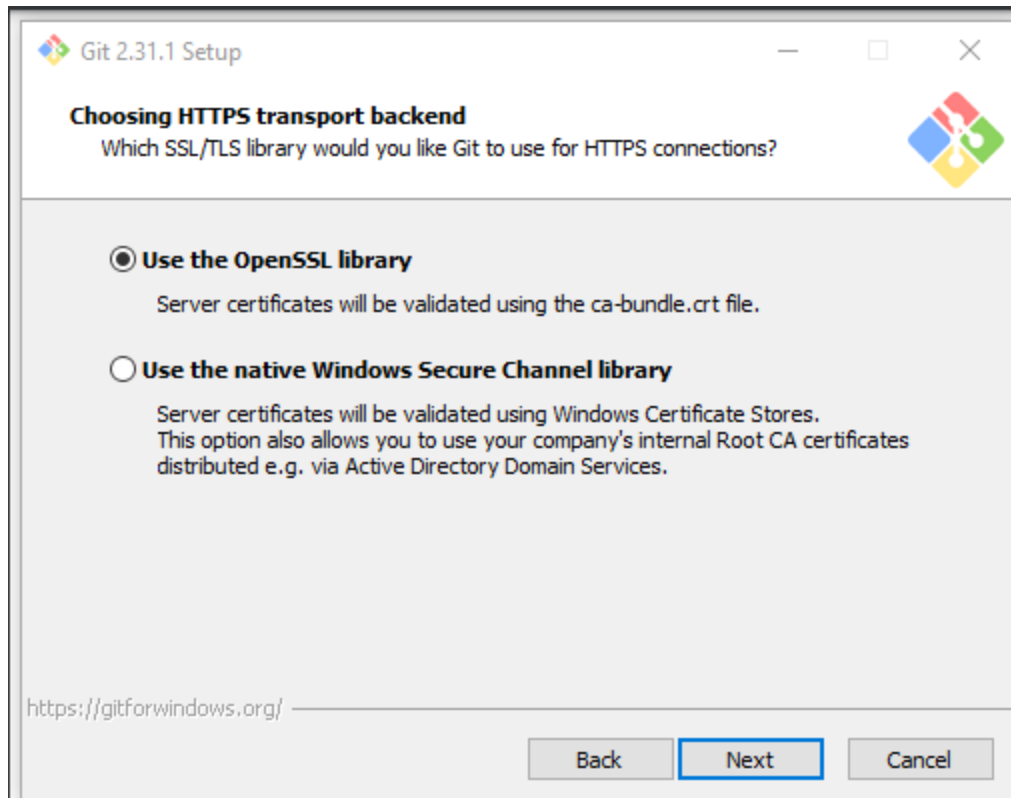 Git 2.31.1 Setup
Choosing HTTPS transport backend
Which SSL/TLS library would you like Git to use for HTTPS connections?
Use the OpenSSL library
Server certificates will be validated using the ca-bundle.crt file.
Use the native Windows Secure Channel library
Server certificates will be validated using Windows Certificate Stores.
This option also allows you to use your company's internal Root CA certificates
distributed e.g. via Active Directory Domain Services.
https://gitforwindows.org/
Back Next Cancel